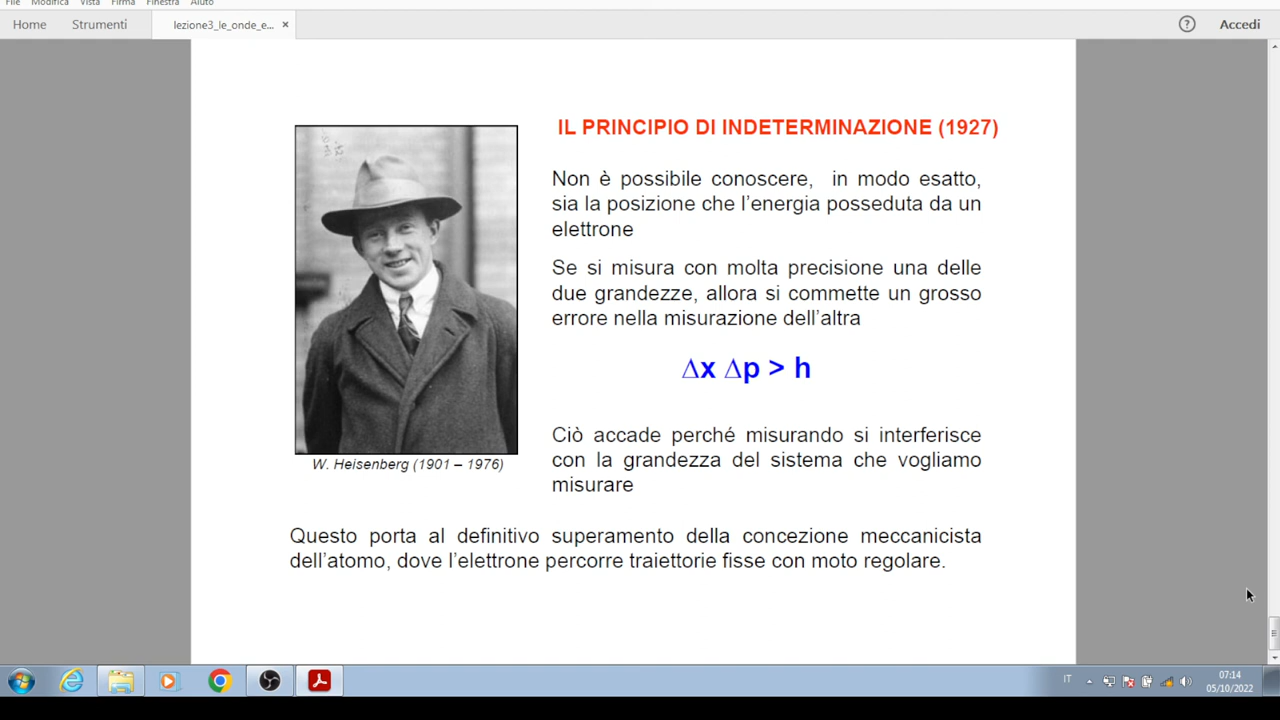 File Modifica Vista Firma Finestra Aiuto
Home Strumenti lezione3_le_onde_e... × ? Accedi
IL PRINCIPIO DI INDETERMINAZIONE (1927)
Non è possibile conoscere, in modo esatto,
sia la posizione che l'energia posseduta da un
elettrone
Se si misura con molta precisione una delle
due grandezze, allora si commette un grosso
errore nella misurazione dell'altra
Δx Δp > h
Ciò accade perché misurando si interferisce
con la grandezza del sistema che vogliamo
misurare
W. Heisenberg (1901 – 1976)
Questo porta al definitivo superamento della concezione meccanicista
dell'atomo, dove l'elettrone percorre traiettorie fisse con moto regolare.
IT
07:14
05/10/2022